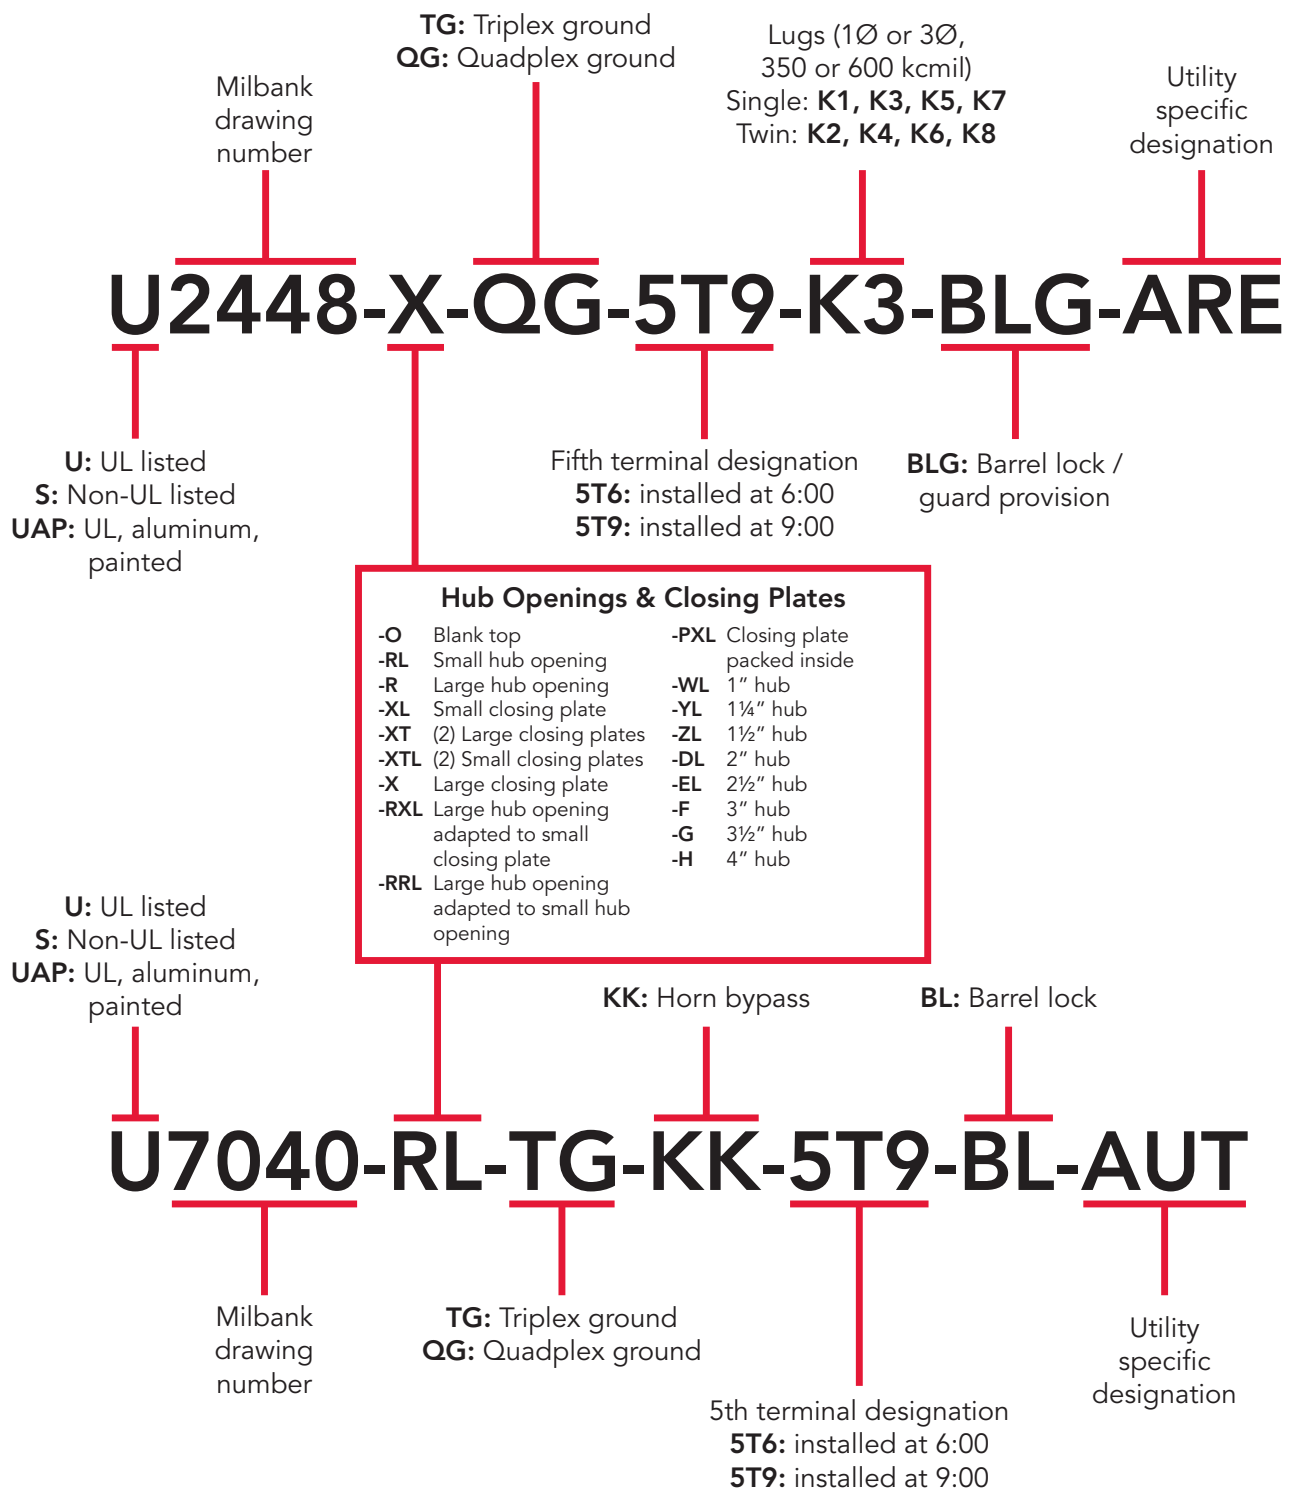 TG: Triplex ground
QG: Quadplex ground
Lugs (1Ø or 3Ø,
350 or 600 kcmil)
Single: K1, K3, K5, K7
Twin: K2, K4, K6, K8
Milbank
drawing
number
Utility
specific
designation
U2448-X-QG-5T9-K3-BLG-ARE
U: UL listed
S: Non-UL listed
UAP: UL, aluminum,
painted
Fifth terminal designation
5T6: installed at 6:00
5T9: installed at 9:00
BLG: Barrel lock /
guard provision
Hub Openings & Closing Plates
-O Blank top
-RL Small hub opening
-R Large hub opening
-XL Small closing plate
-XT (2) Large closing plates
-XTL (2) Small closing plates
-X Large closing plate
-RXL Large hub opening
adapted to small
closing plate
-RRL Large hub opening
adapted to small hub
opening
-PXL Closing plate
packed inside
-WL 1" hub
-YL 1¼" hub
-ZL 1½" hub
-DL 2" hub
-EL 2½" hub
-F 3" hub
-G 3½" hub
-H 4" hub
U: UL listed
S: Non-UL listed
UAP: UL, aluminum,
painted
KK: Horn bypass
BL: Barrel lock
U7040-RL-TG-KK-5T9-BL-AUT
Milbank
drawing
number
TG: Triplex ground
QG: Quadplex ground
5th terminal designation
5T6: installed at 6:00
5T9: installed at 9:00
Utility
specific
designation